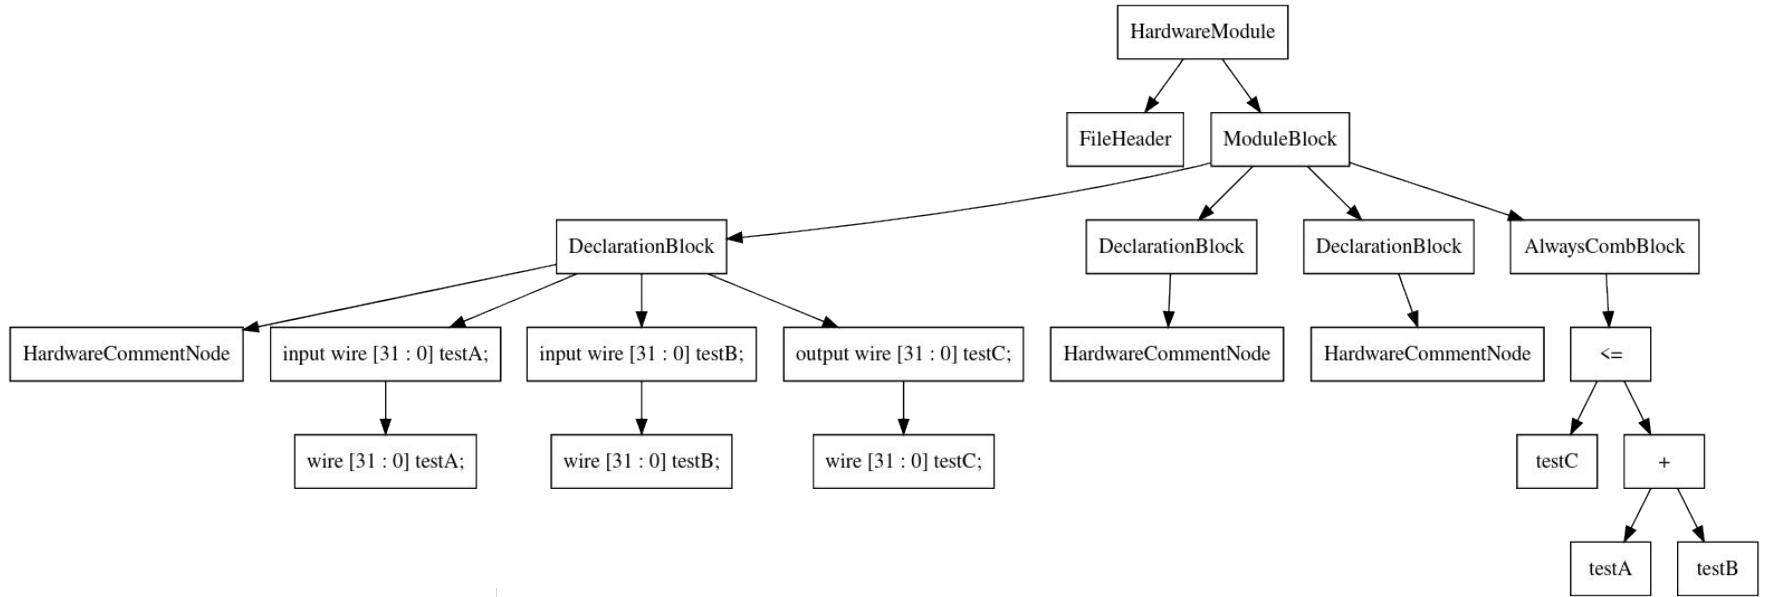 HardwareModule
FileHeader
ModuleBlock
DeclarationBlock
DeclarationBlock
DeclarationBlock
AlwaysCombBlock
HardwareCommentNode
input wire [31 : 0] testA;
input wire [31 : 0] testB;
output wire [31 : 0] testC;
HardwareCommentNode
HardwareCommentNode
<=
wire [31 : 0] testA;
wire [31 : 0] testB;
wire [31 : 0] testC;
testC
+
testA
testB